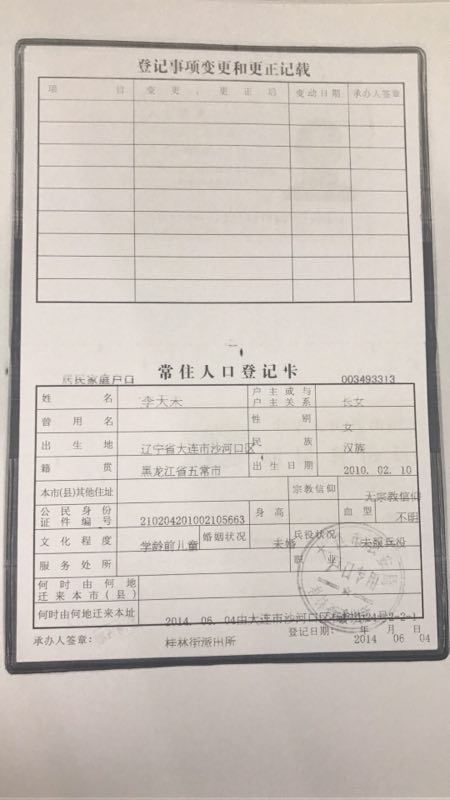 登记事项变更和更正记载
项 目 变更、更正后 变动日期 承办人签章
常住人口登记卡
居民家庭户口 003493313
姓 名 户主或与户主关系 长女
曾用名 性别 女
出生地 辽宁省大连市沙河口区 民族 汉族
籍贯 黑龙江省五常市 出生日期 2010.02.10
本市(县)其他住址 宗教信仰 无宗教信仰
公民身份证件编号 210204201002105663 身高 血型 不明
文化程度 学龄前儿童 婚姻状况 未婚 兵役状况 未服兵役
服务处所 职业
何时由何地迁来本市(县)
何时由何地迁来本址 2014.06.04由大连市沙河口区
承办人签章: 桂林街派出所 登记日期: 2014 年 06 月 04 日
户口专用